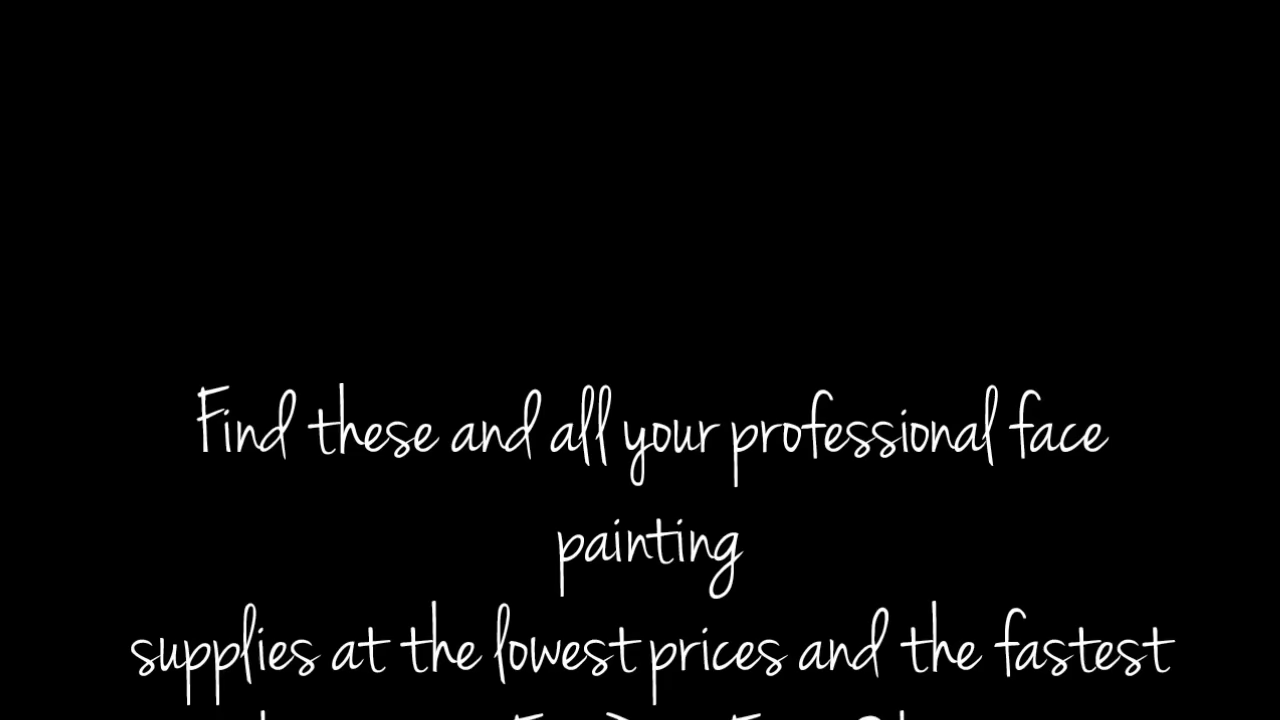 Find these and all your professional face
painting
supplies at the lowest prices and the fastest